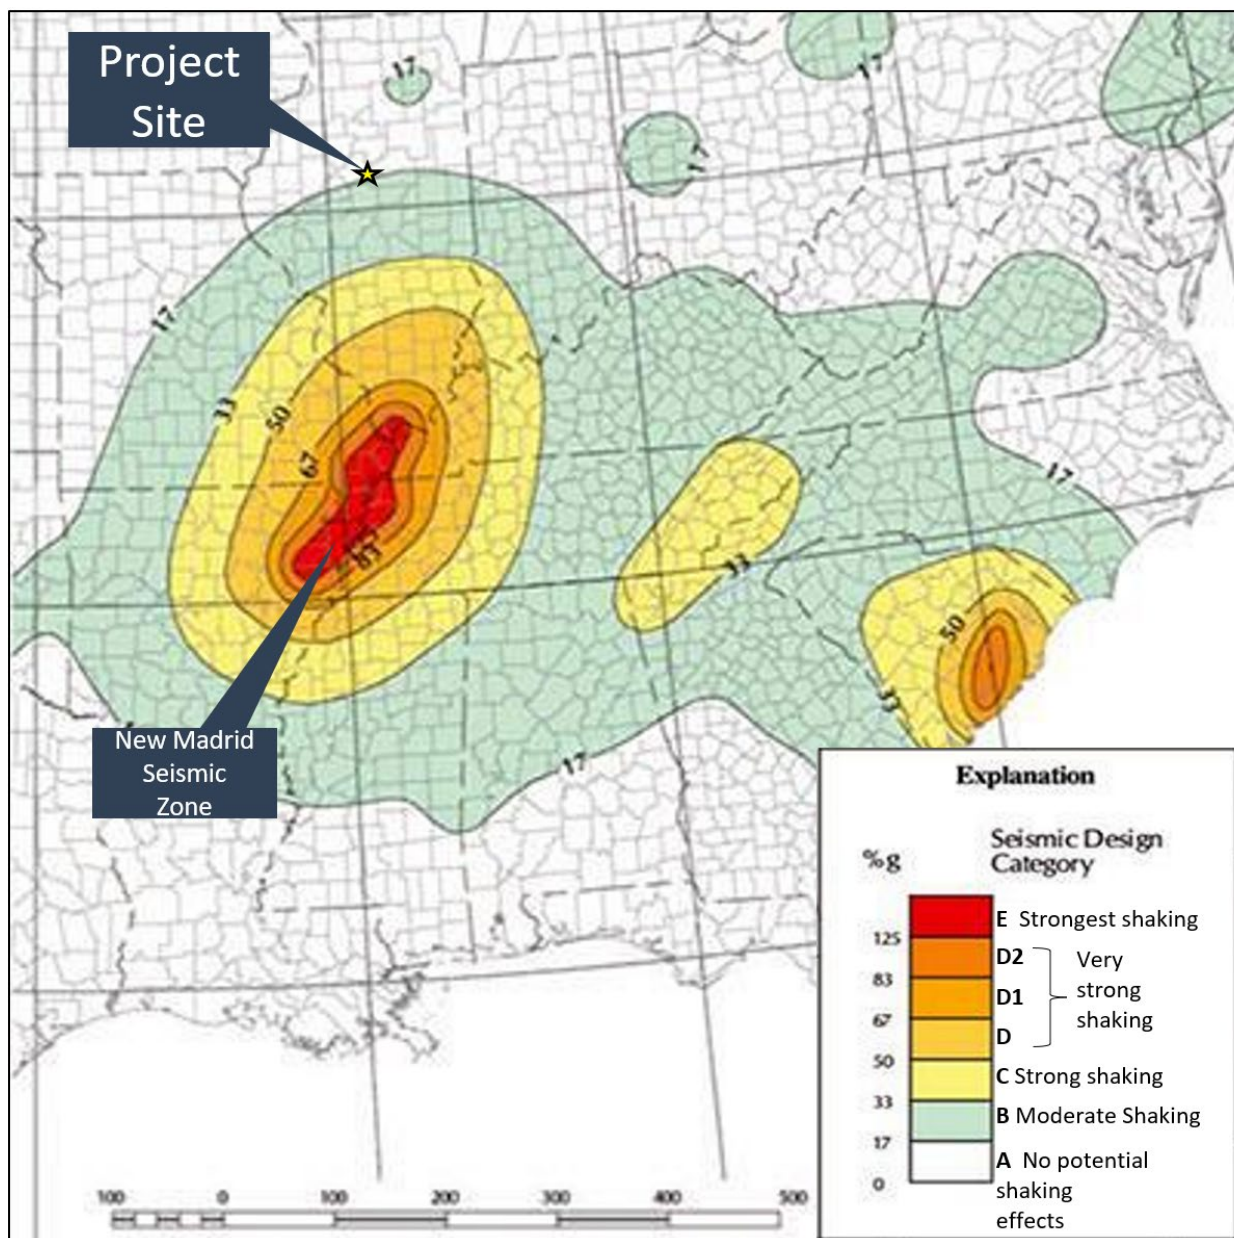 Project
Site
17
17
17
17
33
50
67
83
33
50
33
17
17
New Madrid
Seismic
Zone
Explanation
%g
Seismic Design
Category
E Strongest shaking
125
D2
83
D1
67
D
50
Very
strong
shaking
C Strong shaking
33
B Moderate Shaking
17
A No potential
shaking
effects
0
100 0 100 200 300 400 500